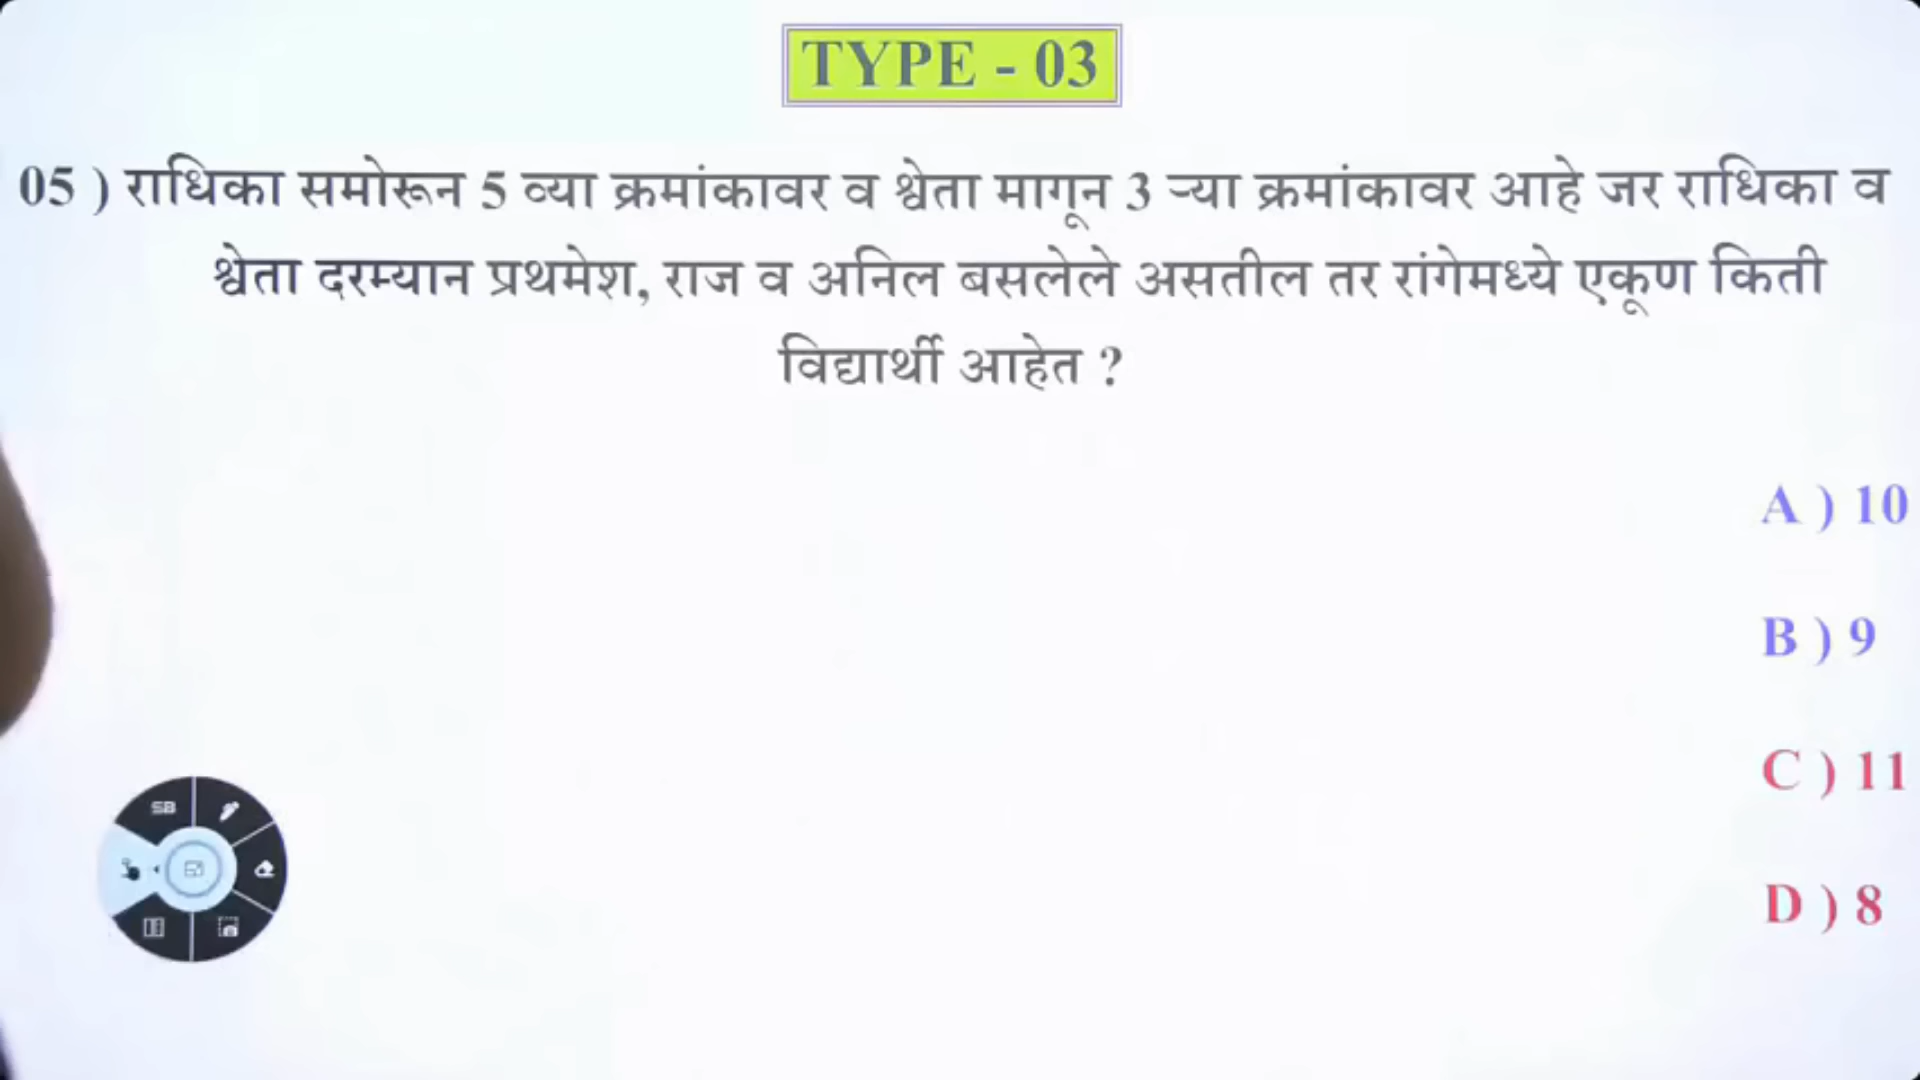 TYPE - 03
05 ) राधिका समोरून 5 व्या क्रमांकावर व श्वेता मागून 3 ऱ्या क्रमांकावर आहे जर राधिका व
श्वेता दरम्यान प्रथमेश, राज व अनिल बसलेले असतील तर रांगेमध्ये एकूण किती
विद्यार्थी आहेत ?
A ) 10
B ) 9
C ) 11
D ) 8
SB